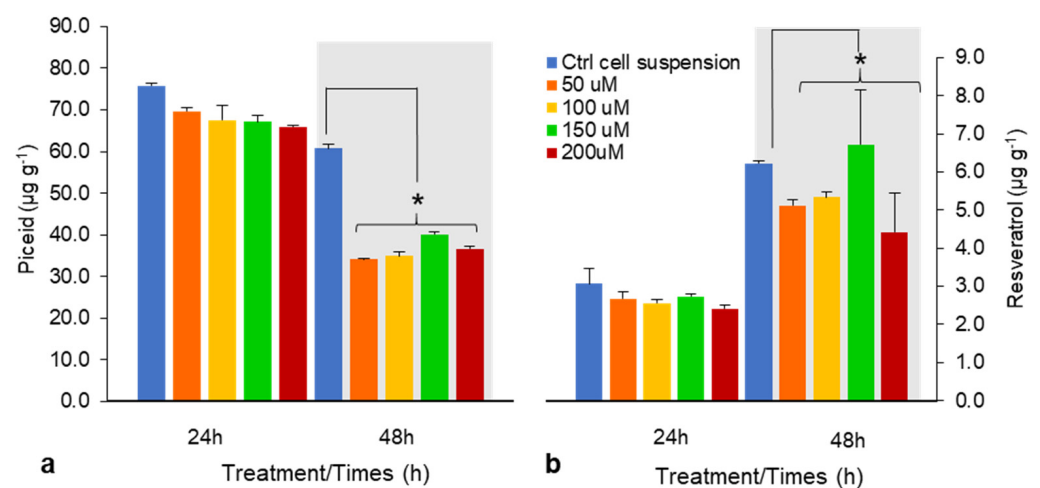 90.0
80.0
70.0
60.0
50.0
40.0
30.0
20.0
10.0
0.0
Piceid (µg g-1)
*
24h
48h
a
Treatment/Times (h)
Ctrl cell suspension
50 uM
100 uM
150 uM
200uM
*
9.0
8.0
7.0
6.0
5.0
4.0
3.0
2.0
1.0
0.0
Resveratrol (µg g-1)
24h
48h
b
Treatment/Times (h)